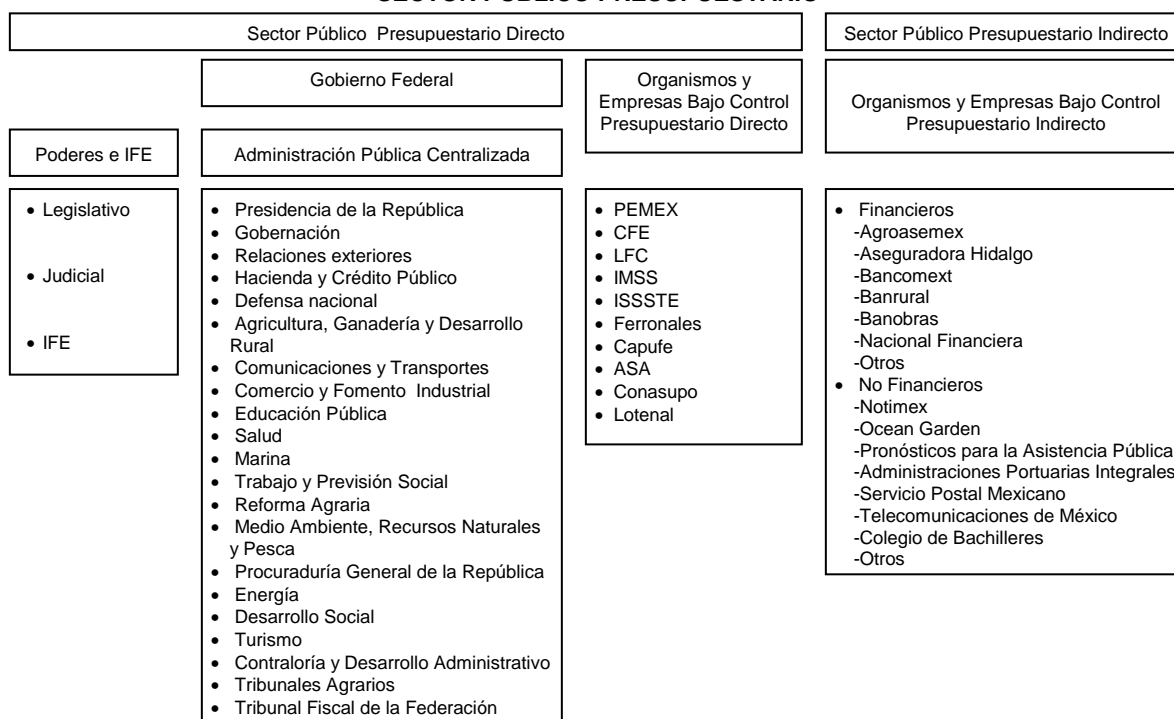 SECTOR PÚBLICO PRESUPUESTARIO
Sector Público Presupuestario Directo
Sector Público Presupuestario Indirecto
Gobierno Federal
Organismos y
Empresas Bajo Control
Presupuestario Directo
Organismos y Empresas Bajo Control
Presupuestario Indirecto
Poderes e IFE
Administración Pública Centralizada
• Legislativo
• Judicial
• IFE
• Presidencia de la República
• Gobernación
• Relaciones exteriores
• Hacienda y Crédito Público
• Defensa nacional
• Agricultura, Ganadería y Desarrollo
Rural
• Comunicaciones y Transportes
• Comercio y Fomento Industrial
• Educación Pública
• Salud
• Marina
• Trabajo y Previsión Social
• Reforma Agraria
• Medio Ambiente, Recursos Naturales
y Pesca
• Procuraduría General de la República
• Energía
• Desarrollo Social
• Turismo
• Contraloría y Desarrollo Administrativo
• Tribunales Agrarios
• Tribunal Fiscal de la Federación
• PEMEX
• CFE
• LFC
• IMSS
• ISSSTE
• Ferronales
• Capufe
• ASA
• Conasupo
• Lotenal
• Financieros
-Agroasemex
-Aseguradora Hidalgo
-Bancomext
-Banrural
-Banobras
-Nacional Financiera
-Otros
• No Financieros
-Notimex
-Ocean Garden
-Pronósticos para la Asistencia Pública
-Administraciones Portuarias Integrales
-Servicio Postal Mexicano
-Telecomunicaciones de México
-Colegio de Bachilleres
-Otros